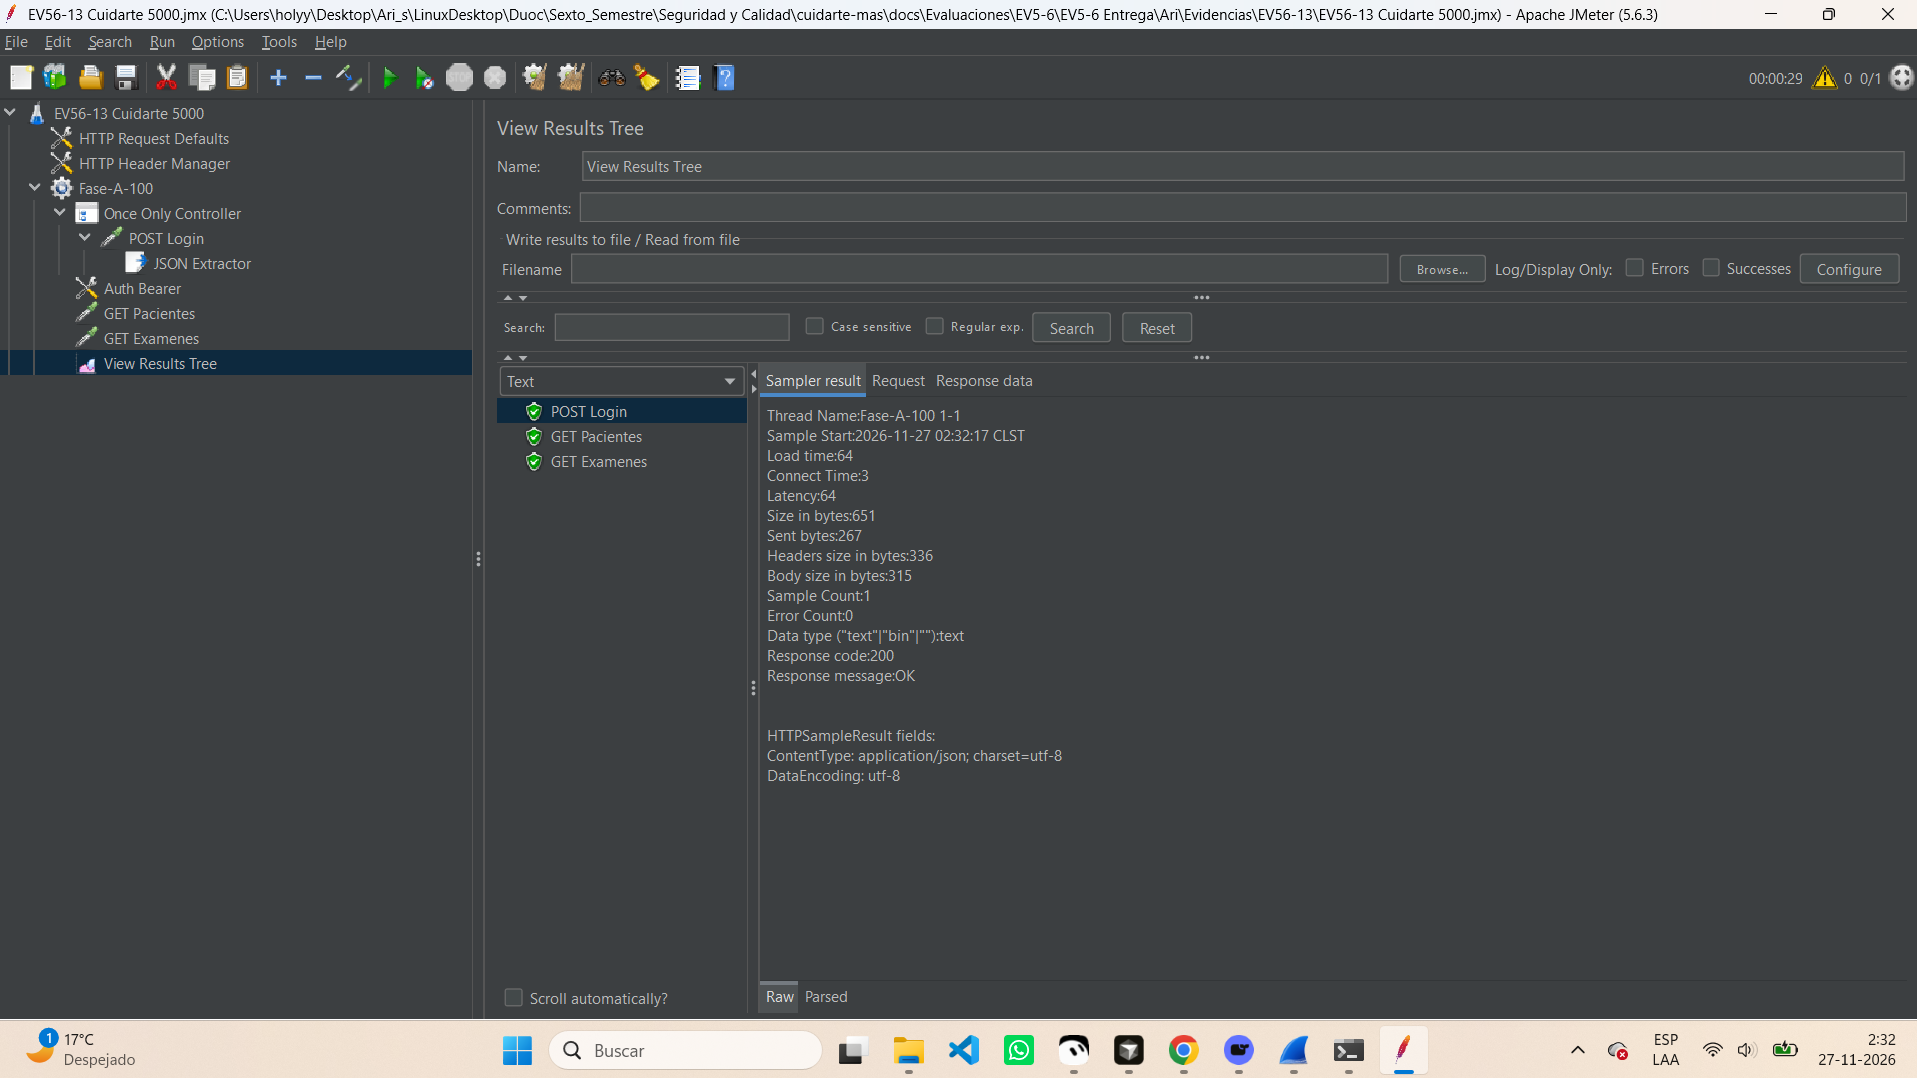 EV56-13 Cuidarte 5000.jmx (C:\Users\holyy\Desktop\Ari_s\LinuxDesktop\Duoc\Sexto_Semestre\Seguridad y Calidad\cuidarte-mas\docs\Evaluaciones\EV5-6\EV5-6 Entrega\Ari\Evidencias\EV56-13\EV56-13 Cuidarte 5000.jmx) - Apache JMeter (5.6.3)
File Edit Search Run Options Tools Help
STOP
00:00:29 0 0/1
EV56-13 Cuidarte 5000
HTTP Request Defaults
HTTP Header Manager
Fase-A-100
Once Only Controller
POST Login
JSON Extractor
Auth Bearer
GET Pacientes
GET Examenes
View Results Tree
View Results Tree
Name: View Results Tree
Comments:
Write results to file / Read from file
Filename Browse... Log/Display Only: Errors Successes Configure
Search: Case sensitive Regular exp. Search Reset
Text
POST Login
GET Pacientes
GET Examenes
Scroll automatically?
Sampler result Request Response data
Thread Name:Fase-A-100 1-1
Sample Start:2026-11-27 02:32:17 CLST
Load time:64
Connect Time:3
Latency:64
Size in bytes:651
Sent bytes:267
Headers size in bytes:336
Body size in bytes:315
Sample Count:1
Error Count:0
Data type ("text"|"bin"|""):text
Response code:200
Response message:OK
HTTPSampleResult fields:
ContentType: application/json; charset=utf-8
DataEncoding: utf-8
Raw Parsed
1
17°C
Despejado
Buscar
ESP
LAA
2:32
27-11-2026